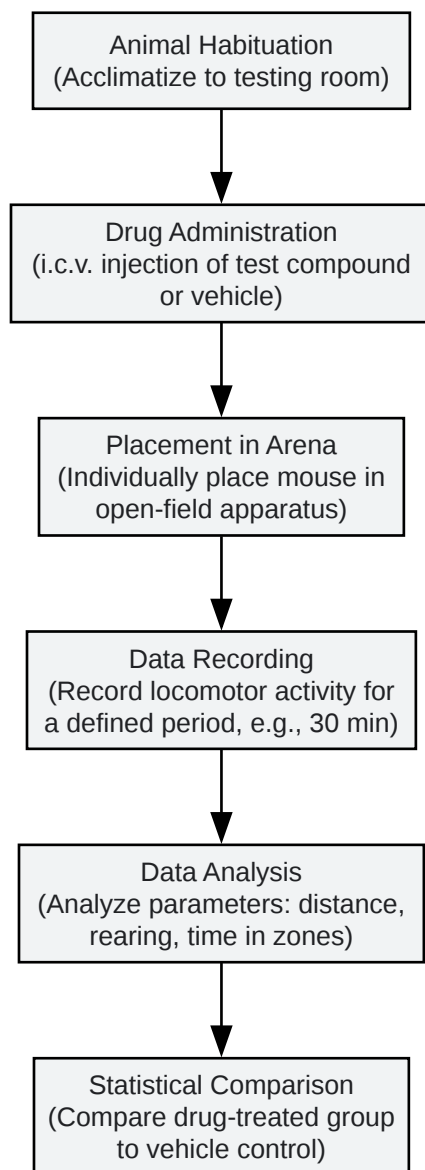 Animal Habituation
(Acclimatize to testing room)
Drug Administration
(i.c.v. injection of test compound
or vehicle)
Placement in Arena
(Individually place mouse in
open-field apparatus)
Data Recording
(Record locomotor activity for
a defined period, e.g., 30 min)
Data Analysis
(Analyze parameters: distance,
rearing, time in zones)
Statistical Comparison
(Compare drug-treated group
to vehicle control)